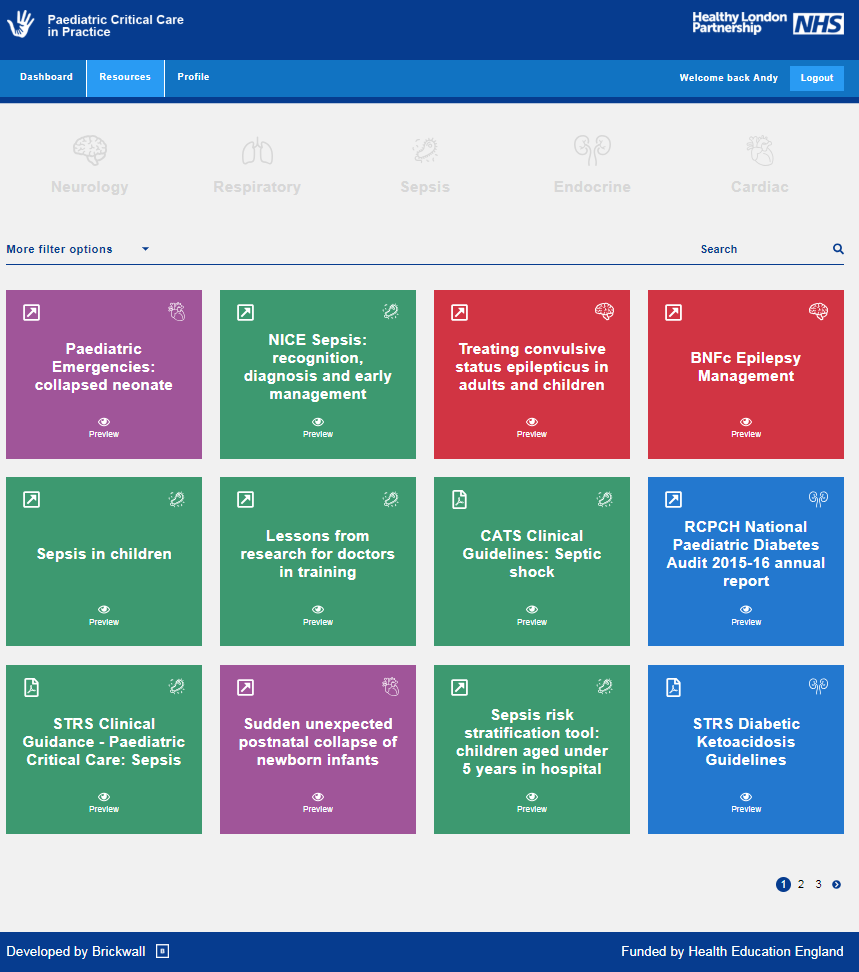 Paediatric Critical Care
in Practice
Healthy London
Partnership
NHS
Dashboard
Resources
Profile
Welcome back Andy
Logout
Neurology
Respiratory
Sepsis
Endocrine
Cardiac
More filter options
Search
Paediatric
Emergencies:
collapsed neonate
Preview
NICE Sepsis:
recognition,
diagnosis and early
management
Preview
Treating convulsive
status epilepticus in
adults and children
Preview
BNFc Epilepsy
Management
Preview
Sepsis in children
Preview
Lessons from
research for doctors
in training
Preview
CATS Clinical
Guidelines: Septic
shock
Preview
RCPCH National
Paediatric Diabetes
Audit 2015-16 annual
report
Preview
STRS Clinical
Guidance - Paediatric
Critical Care: Sepsis
Preview
Sudden unexpected
postnatal collapse of
newborn infants
Preview
Sepsis risk
stratification tool:
children aged under
5 years in hospital
Preview
STRS Diabetic
Ketoacidosis
Guidelines
Preview
1 2 3
Developed by Brickwall
Funded by Health Education England